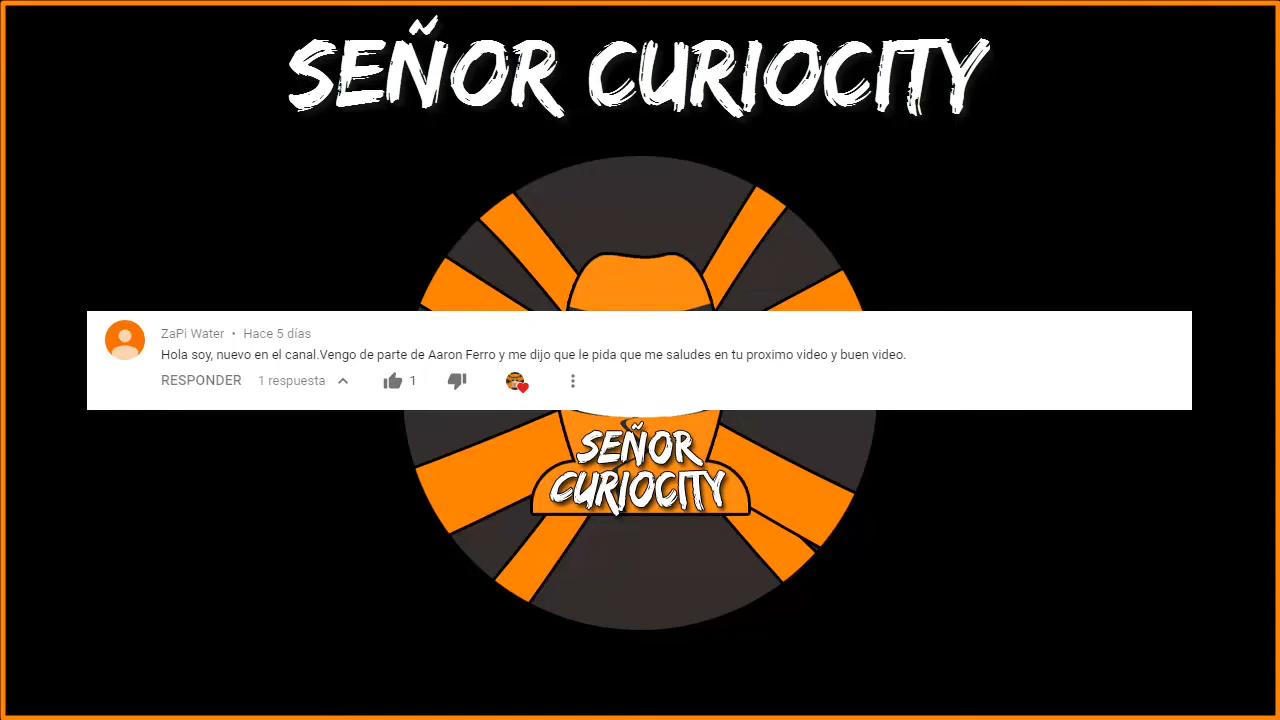 SEÑOR CURIOCITY
ZaPi Water • Hace 5 días
Hola soy, nuevo en el canal.Vengo de parte de Aaron Ferro y me dijo que le pida que me saludes en tu proximo video y buen video.
RESPONDER 1 respuesta 1
SEÑOR
CURIOCITY